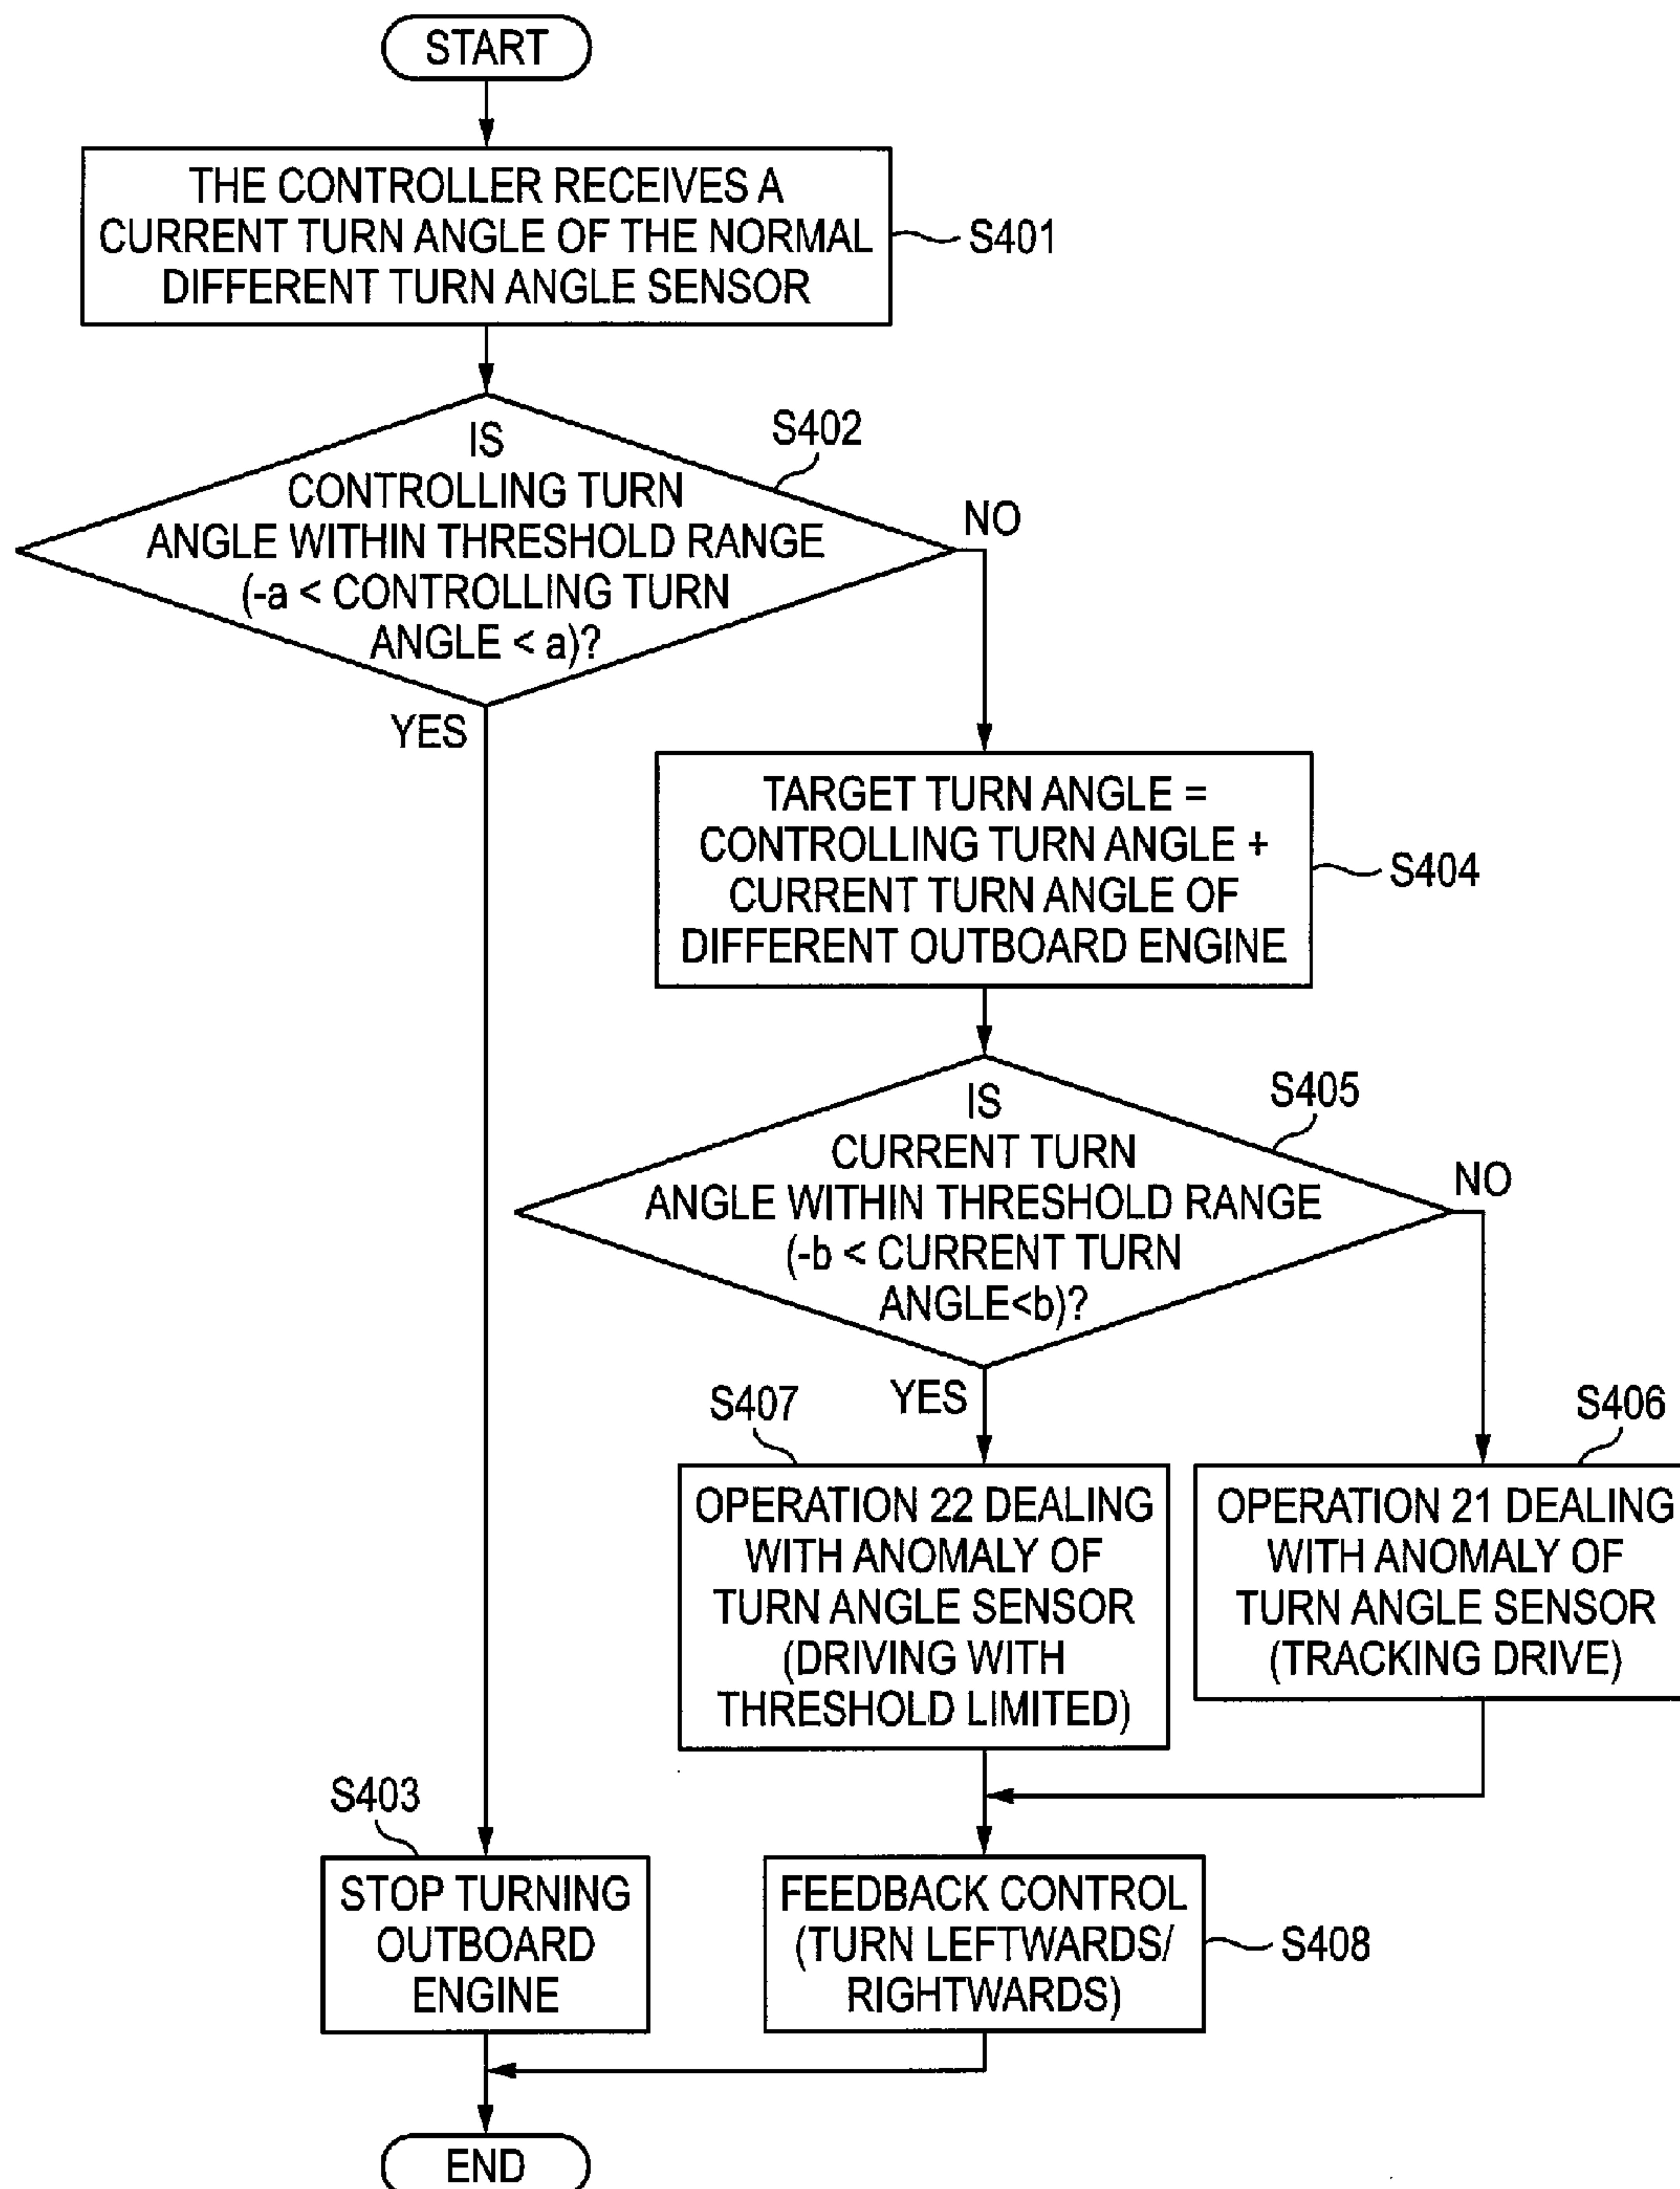 START
THE CONTROLLER RECEIVES A
CURRENT TURN ANGLE OF THE NORMAL
DIFFERENT TURN ANGLE SENSOR
S401
IS
CONTROLLING TURN
ANGLE WITHIN THRESHOLD RANGE
(-a < CONTROLLING TURN
ANGLE < a)?
S402
NO
YES
TARGET TURN ANGLE =
CONTROLLING TURN ANGLE +
CURRENT TURN ANGLE OF
DIFFERENT OUTBOARD ENGINE
S404
IS
CURRENT TURN
ANGLE WITHIN THRESHOLD RANGE
(-b < CURRENT TURN
ANGLE<b)?
S405
NO
YES
S407
OPERATION 22 DEALING
WITH ANOMALY OF
TURN ANGLE SENSOR
(DRIVING WITH
THRESHOLD LIMITED)
S406
OPERATION 21 DEALING
WITH ANOMALY OF
TURN ANGLE SENSOR
(TRACKING DRIVE)
S403
STOP TURNING
OUTBOARD
ENGINE
FEEDBACK CONTROL
(TURN LEFTWARDS/
RIGHTWARDS)
S408
END